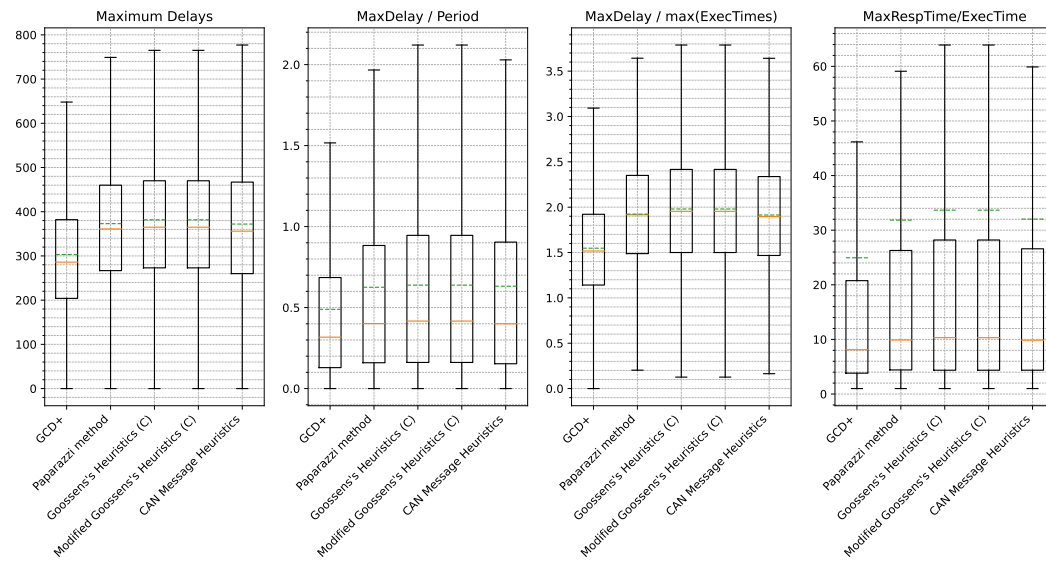 Maximum Delays
800
700
600
500
400
300
200
100
0
GCD+
Paparazzi method
Goossens's Heuristics (C)
Modified Goossens's Heuristics (C)
CAN Message Heuristics
MaxDelay / Period
2.0
1.5
1.0
0.5
0.0
GCD+
Paparazzi method
Goossens's Heuristics (C)
Modified Goossens's Heuristics (C)
CAN Message Heuristics
MaxDelay / max(ExecTimes)
3.5
3.0
2.5
2.0
1.5
1.0
0.5
0.0
GCD+
Paparazzi method
Goossens's Heuristics (C)
Modified Goossens's Heuristics (C)
CAN Message Heuristics
MaxRespTime/ExecTime
60
50
40
30
20
10
0
GCD+
Paparazzi method
Goossens's Heuristics (C)
Modified Goossens's Heuristics (C)
CAN Message Heuristics